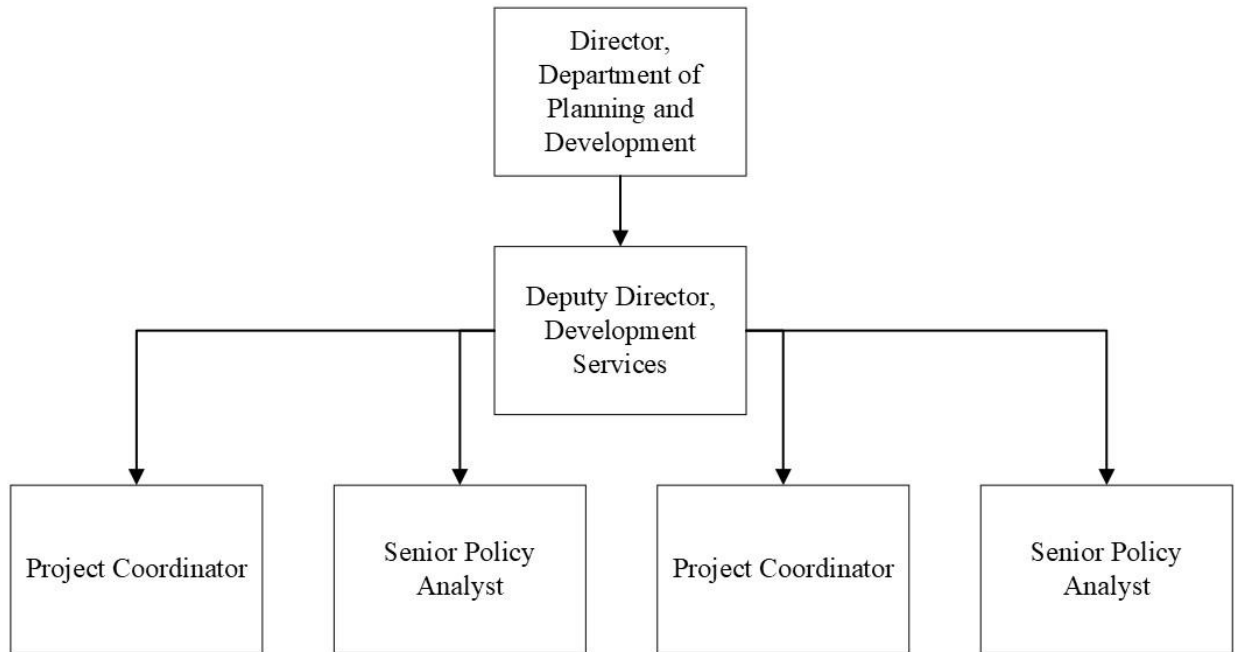 Director,
Department of
Planning and
Development
Deputy Director,
Development
Services
Project Coordinator
Senior Policy
Analyst
Project Coordinator
Senior Policy
Analyst